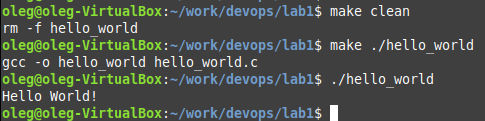 oleg@oleg-VirtualBox:~/work/devops/lab1$ make clean
rm -f hello_world
oleg@oleg-VirtualBox:~/work/devops/lab1$ make ./hello_world
gcc -o hello_world hello_world.c
oleg@oleg-VirtualBox:~/work/devops/lab1$ ./hello_world
Hello World!
oleg@oleg-VirtualBox:~/work/devops/lab1$